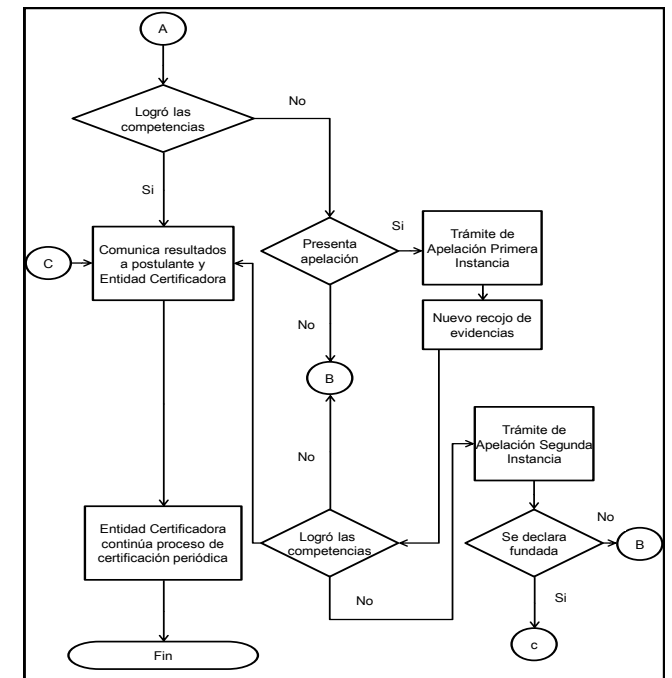 A
No
Logró las
competencias
Si
C
Comunica resultados
a postulante y
Entidad Certificadora
Presenta
apelación
Si
Trámite de
Apelación Primera
Instancia
Nuevo recojo de
evidencias
No
B
No
Trámite de
Apelación Segunda
Instancia
Entidad Certificadora
continúa proceso de
certificación periódica
Logró las
competencias
No
Se declara
fundada
No
B
Si
c
Fin